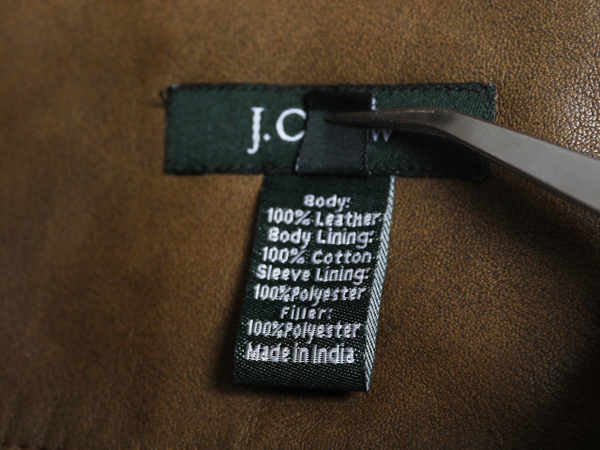 J.C W
Body:
100% Leather
Body Lining:
100% Cotton
Sleeve Lining:
100%Polyester
Filler:
100%Polyester
Made in India